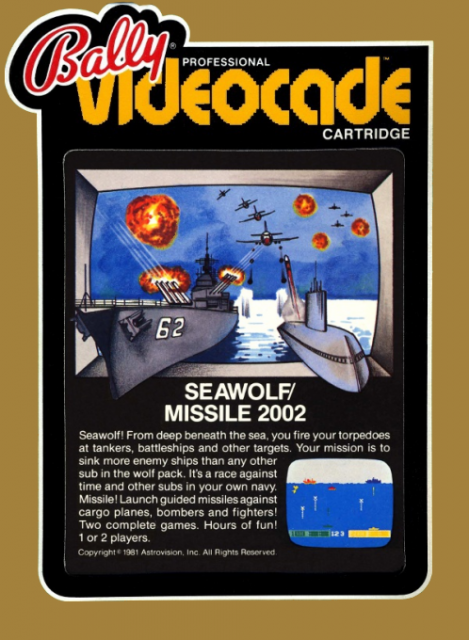 Bally®
PROFESSIONAL
Videocade™
CARTRIDGE
62
SEAWOLF/
MISSILE 2002
Seawolf! From deep beneath the sea, you fire your torpedoes
at tankers, battleships and other targets. Your mission is to
sink more enemy ships than any other
sub in the wolf pack. It's a race against
time and other subs in your own navy.
Missile! Launch guided missiles against
cargo planes, bombers and fighters!
Two complete games. Hours of fun!
1 or 2 players.
123
Copyright © 1981 Astrovision, Inc. All Rights Reserved.